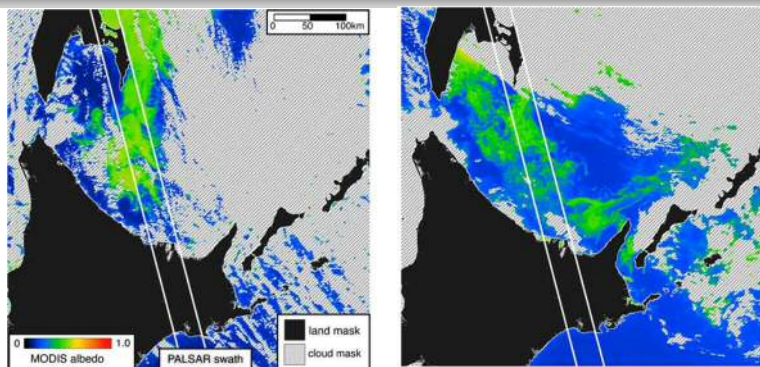 0 50 100km
land mask
cloud mask
0 1.0
MODIS albedo
PALSAR swath